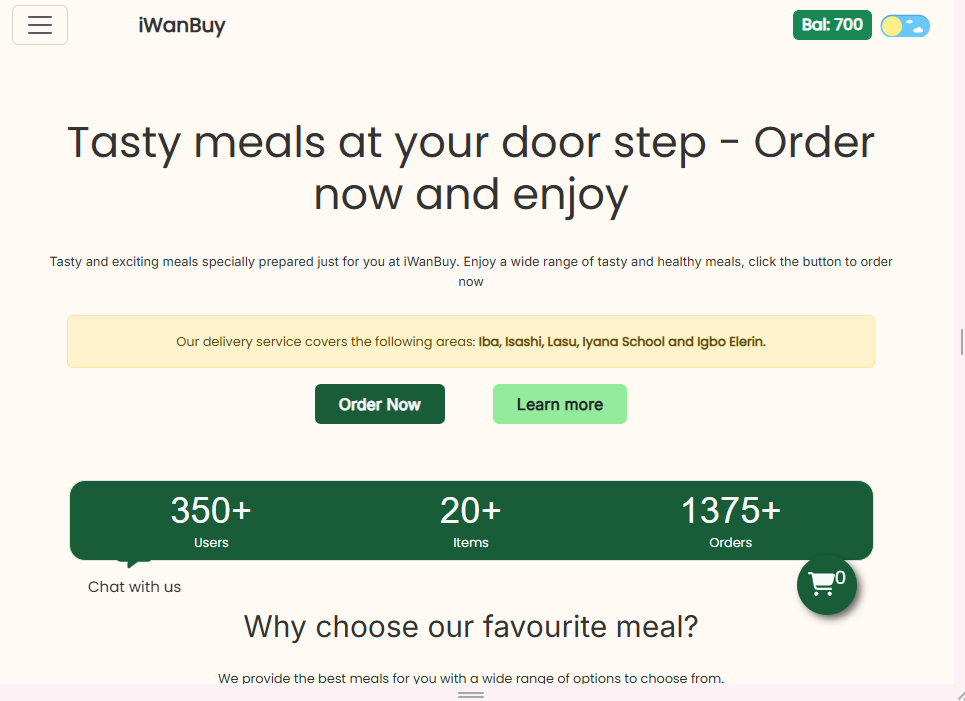 iWanBuy
Bal: 700
Tasty meals at your door step - Order
now and enjoy
Tasty and exciting meals specially prepared just for you at iWanBuy. Enjoy a wide range of tasty and healthy meals, click the button to order
now
Our delivery service covers the following areas: Iba, Isashi, Lasu, Iyana School and Igbo Elerin.
Order Now
Learn more
350+
Users
20+
Items
1375+
Orders
Chat with us
0
Why choose our favourite meal?
We provide the best meals for you with a wide range of options to choose from.